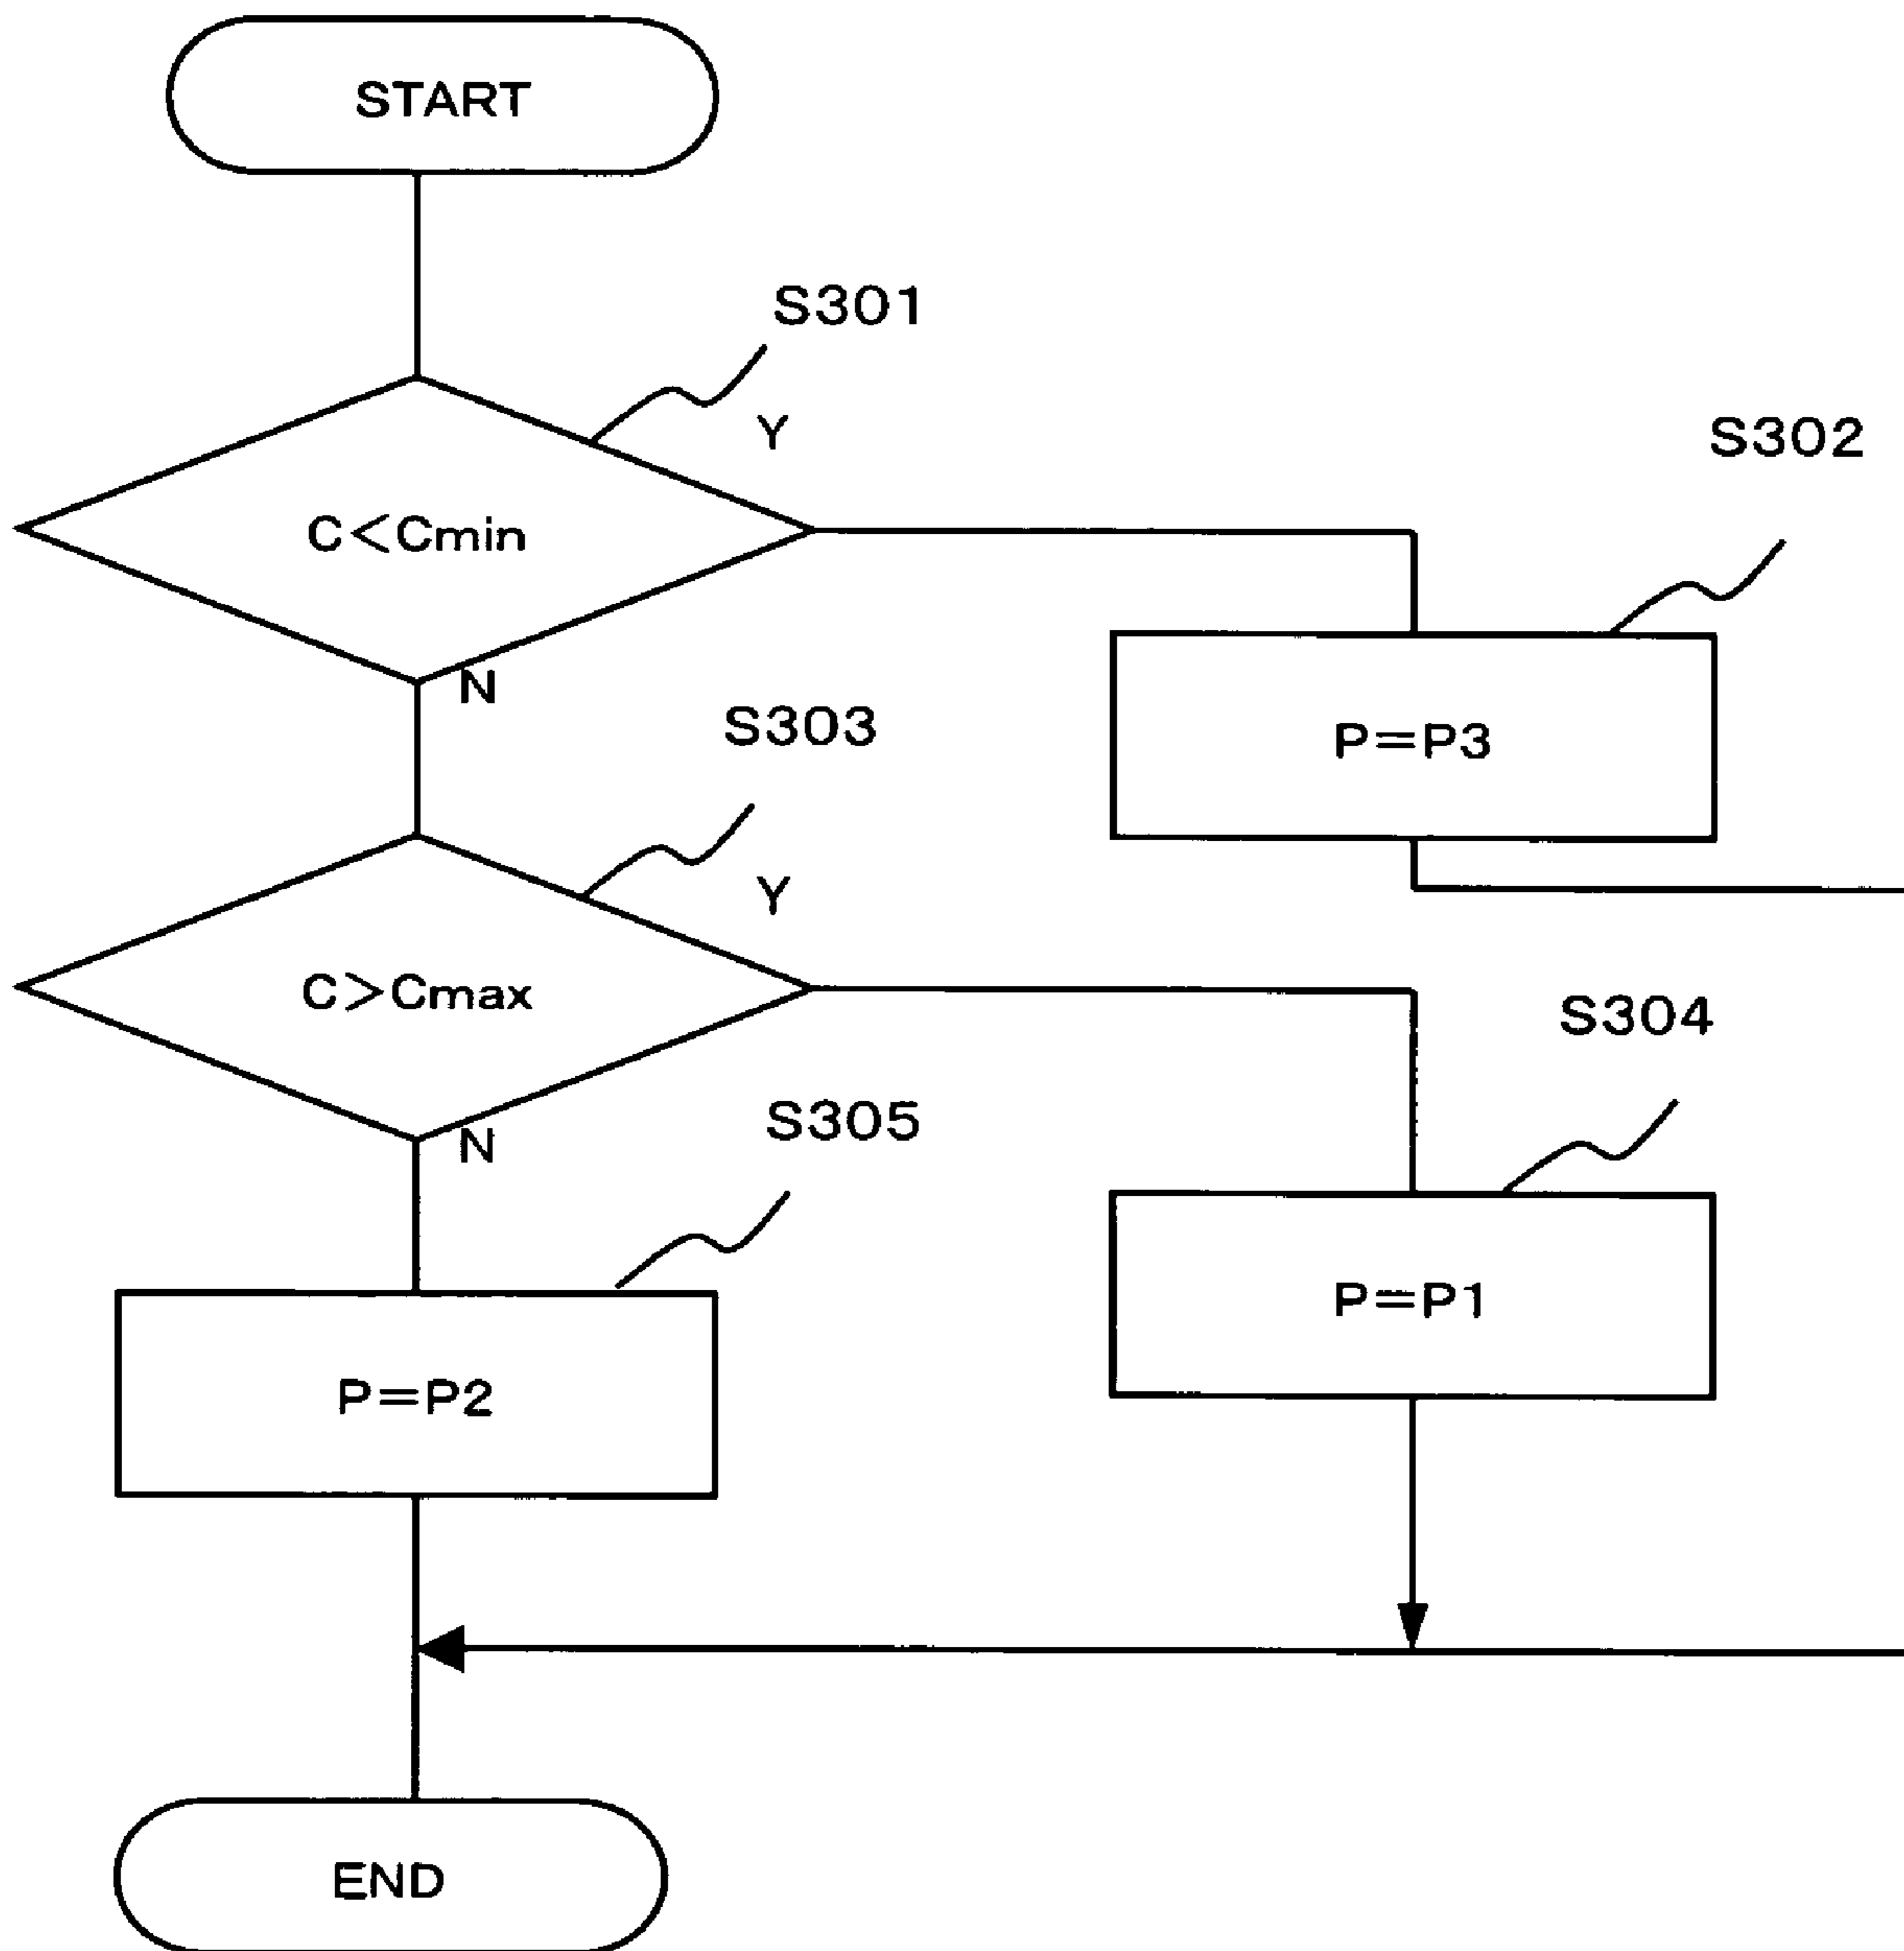 START
S301
Y
S302
C<Cmin
N
S303
P=P3
Y
C>Cmax
S304
N
S305
P=P1
P=P2
END